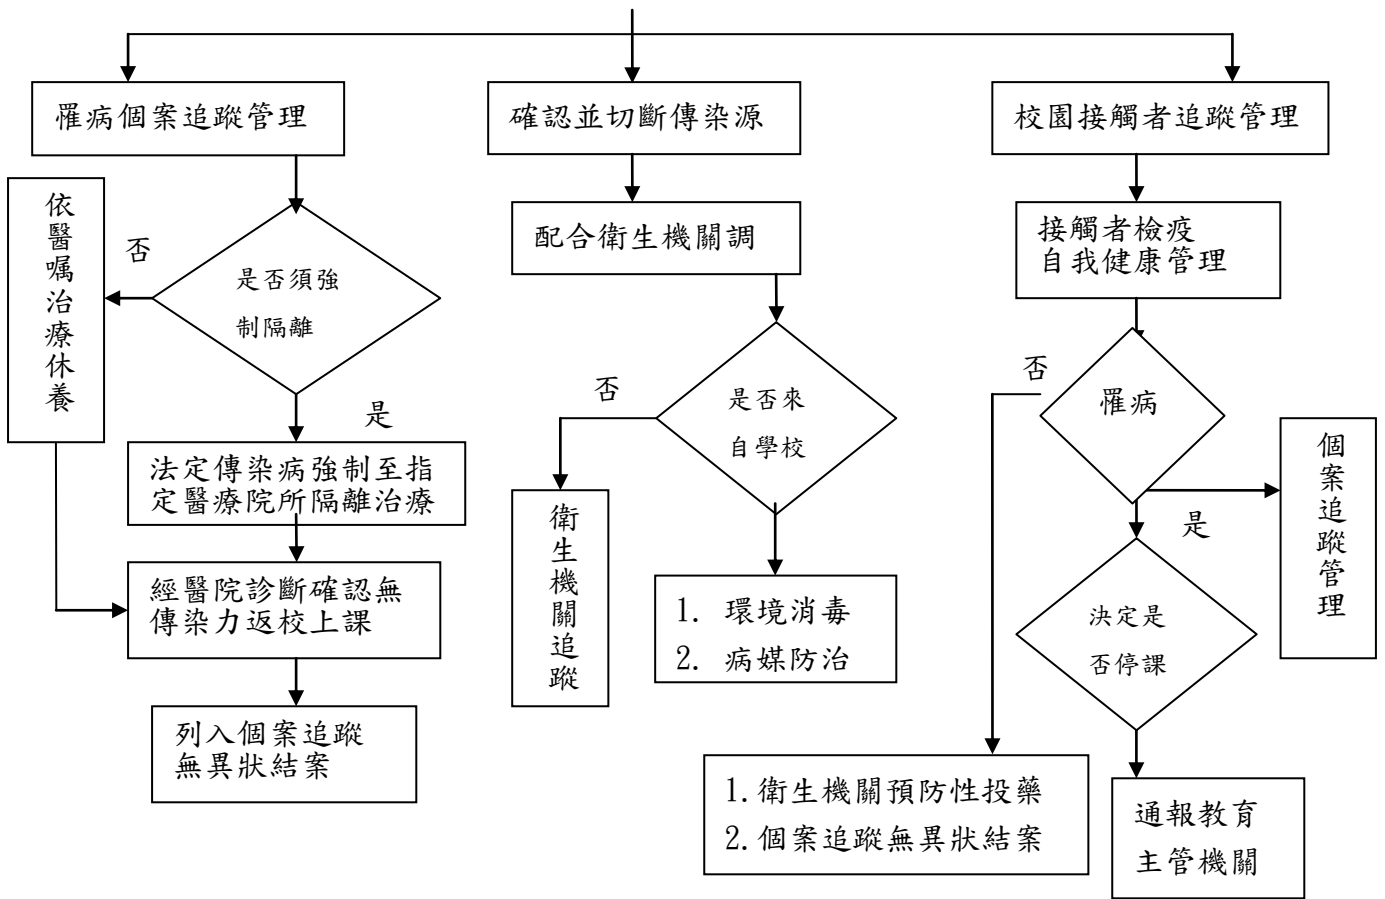 罹病個案追蹤管理
確認並切斷傳染源
校園接觸者追蹤管理
依醫嘱治療休養
否
是否須強
制隔離
是
法定傳染病強制至指
定醫療院所隔離治療
經醫院診斷確認無
傳染力返校上課
列入個案追蹤
無異狀結案
配合衛生機關調
否
是否來
自學校
衛生機關追蹤
1. 環境消毒
2. 病媒防治
接觸者檢疫
自我健康管理
否
罹病
是
個案追蹤管理
決定是
否停課
1.衛生機關預防性投藥
2.個案追蹤無異狀結案
通報教育
主管機關